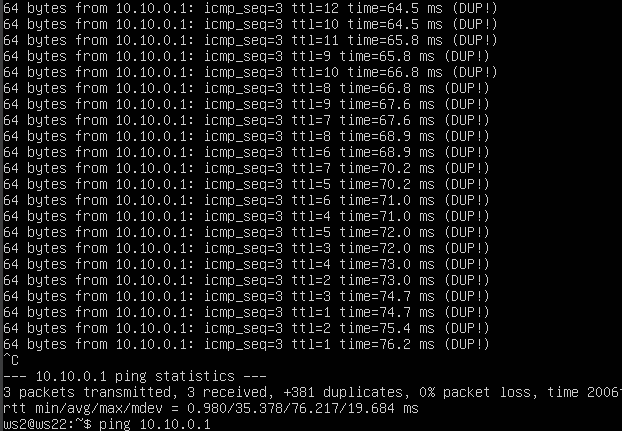 64 bytes from 10.10.0.1: icmp_seq=3 ttl=12 time=64.5 ms (DUP!)
64 bytes from 10.10.0.1: icmp_seq=3 ttl=10 time=64.5 ms (DUP!)
64 bytes from 10.10.0.1: icmp_seq=3 ttl=11 time=65.8 ms (DUP!)
64 bytes from 10.10.0.1: icmp_seq=3 ttl=9 time=65.8 ms (DUP!)
64 bytes from 10.10.0.1: icmp_seq=3 ttl=10 time=66.8 ms (DUP!)
64 bytes from 10.10.0.1: icmp_seq=3 ttl=8 time=66.8 ms (DUP!)
64 bytes from 10.10.0.1: icmp_seq=3 ttl=9 time=67.6 ms (DUP!)
64 bytes from 10.10.0.1: icmp_seq=3 ttl=7 time=67.6 ms (DUP!)
64 bytes from 10.10.0.1: icmp_seq=3 ttl=8 time=68.9 ms (DUP!)
64 bytes from 10.10.0.1: icmp_seq=3 ttl=6 time=68.9 ms (DUP!)
64 bytes from 10.10.0.1: icmp_seq=3 ttl=7 time=70.2 ms (DUP!)
64 bytes from 10.10.0.1: icmp_seq=3 ttl=5 time=70.2 ms (DUP!)
64 bytes from 10.10.0.1: icmp_seq=3 ttl=6 time=71.0 ms (DUP!)
64 bytes from 10.10.0.1: icmp_seq=3 ttl=4 time=71.0 ms (DUP!)
64 bytes from 10.10.0.1: icmp_seq=3 ttl=5 time=72.0 ms (DUP!)
64 bytes from 10.10.0.1: icmp_seq=3 ttl=3 time=72.0 ms (DUP!)
64 bytes from 10.10.0.1: icmp_seq=3 ttl=4 time=73.0 ms (DUP!)
64 bytes from 10.10.0.1: icmp_seq=3 ttl=2 time=73.0 ms (DUP!)
64 bytes from 10.10.0.1: icmp_seq=3 ttl=3 time=74.7 ms (DUP!)
64 bytes from 10.10.0.1: icmp_seq=3 ttl=1 time=74.7 ms (DUP!)
64 bytes from 10.10.0.1: icmp_seq=3 ttl=2 time=75.4 ms (DUP!)
64 bytes from 10.10.0.1: icmp_seq=3 ttl=1 time=76.2 ms (DUP!)
^C
--- 10.10.0.1 ping statistics ---
3 packets transmitted, 3 received, +381 duplicates, 0% packet loss, time 2006
rtt min/avg/max/mdev = 0.980/35.378/76.217/19.684 ms
ws2@ws22:~$ ping 10.10.0.1